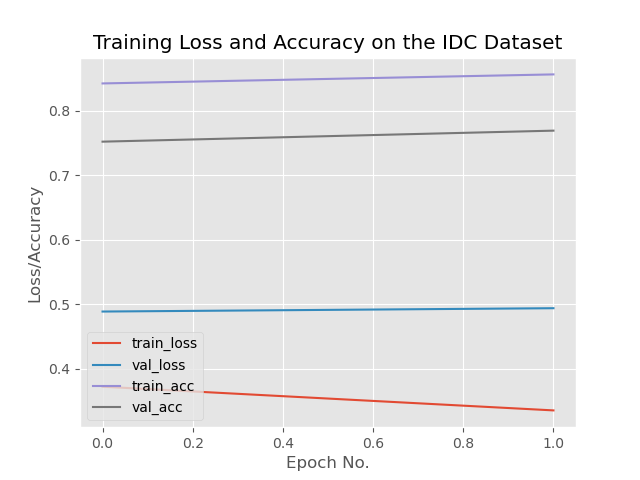 Training Loss and Accuracy on the IDC Dataset
Loss/Accuracy
0.8
0.7
0.6
0.5
0.4
train_loss
val_loss
train_acc
val_acc
0.0 0.2 0.4 0.6 0.8 1.0
Epoch No.